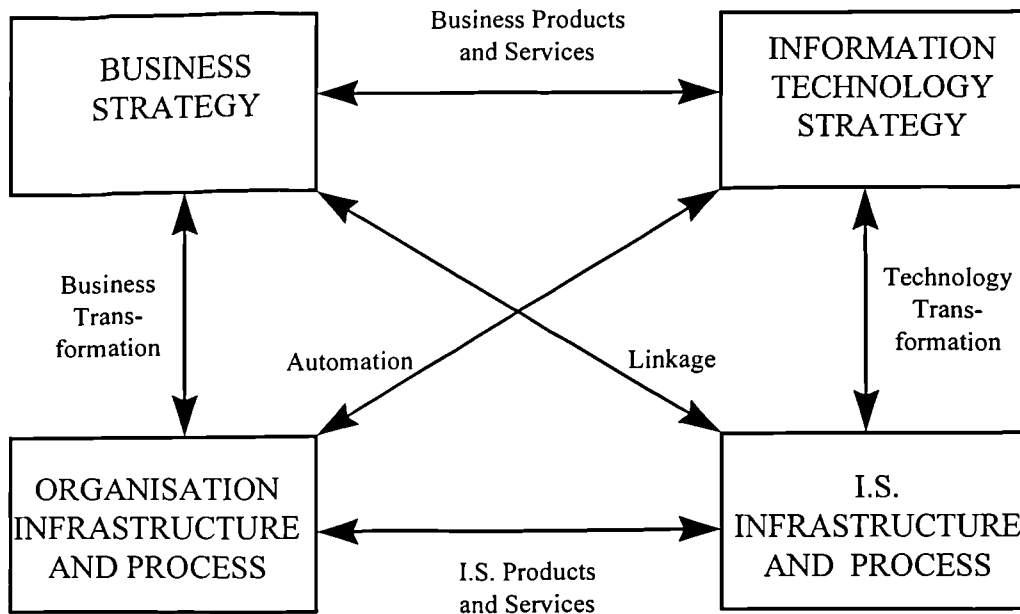 Business Products
and Services
BUSINESS
STRATEGY
INFORMATION
TECHNOLOGY
STRATEGY
Business
Trans-
formation
Automation
Linkage
Technology
Trans-
formation
ORGANISATION
INFRASTRUCTURE
AND PROCESS
I.S. Products
and Services
I.S.
INFRASTRUCTURE
AND PROCESS